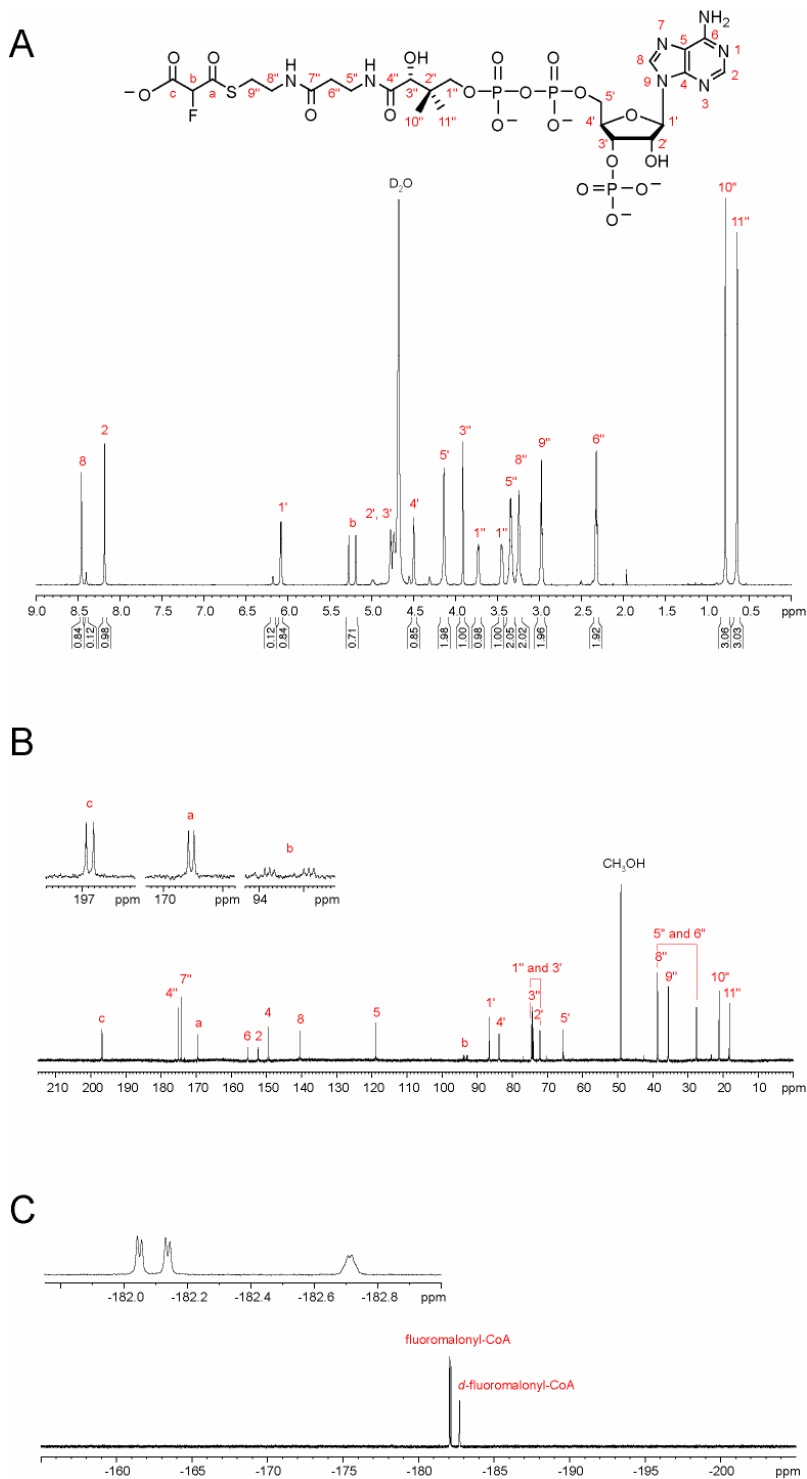 A
O O
c b a
⁻O S
F
9" 8" H N 7" O 6" 5" H N 4" O OH 3" 2" 1"
10" 11"
O P O P O
O⁻ O⁻
5' 4' 3' 2' 1' O OH
O
O=P–O⁻
O⁻
NH₂
7 N 5 6 N 1
8 9 N 4 N 3 2
D₂O
10"
11"
8 2 1' b 2', 3' 4' 5' 3" 1" 1" 5" 8" 9" 6"
9.0 8.5 8.0 7.5 7.0 6.5 6.0 5.5 5.0 4.5 4.0 3.5 3.0 2.5 2.0 1.5 1.0 0.5 ppm
0.84 0.12 0.98 0.12 0.84 0.71 0.85 1.98 1.00 0.98 1.00 2.05 2.02 1.96 1.92 3.06 3.03
B
c a b
197 ppm 170 ppm 94 ppm
CH₃OH
c 4" 7" a 6 2 4 8 5 b 1' 4' 1" and 3' 3" 2' 5' 5" and 6" 8" 9" 10" 11"
210 200 190 180 170 160 150 140 130 120 110 100 90 80 70 60 50 40 30 20 10 ppm
C
-182.0 -182.2 -182.4 -182.6 -182.8 ppm
fluoromalonyl-CoA
d-fluoromalonyl-CoA
-160 -165 -170 -175 -180 -185 -190 -195 -200 ppm